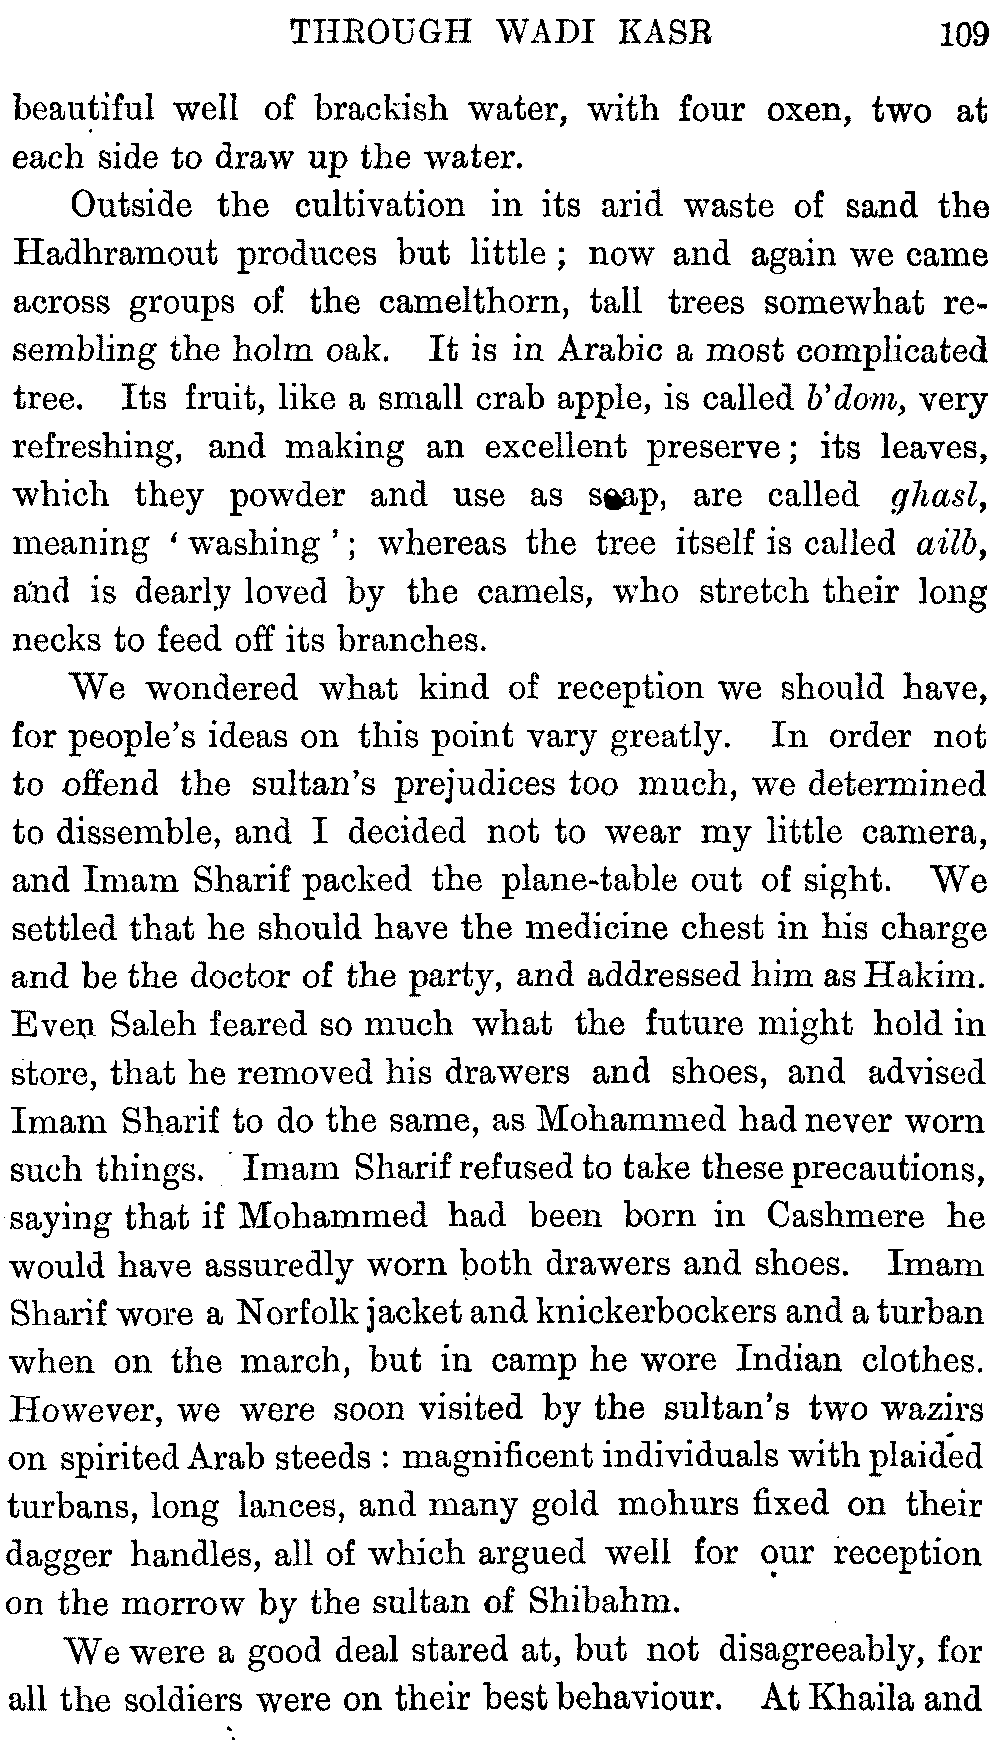 THROUGH WADI KASR 109
beautiful well of brackish water, with four oxen, two at
each side to draw up the water.
Outside the cultivation in its arid waste of sand the
Hadhramout produces but little ; now and again we came
across groups of the camelthorn, tall trees somewhat re-
sembling the holm oak. It is in Arabic a most complicated
tree. Its fruit, like a small crab apple, is called b'dom, very
refreshing, and making an excellent preserve ; its leaves,
which they powder and use as soap, are called ghasl,
meaning ‘ washing ’ ; whereas the tree itself is called ailb,
and is dearly loved by the camels, who stretch their long
necks to feed off its branches.
We wondered what kind of reception we should have,
for people's ideas on this point vary greatly. In order not
to offend the sultan's prejudices too much, we determined
to dissemble, and I decided not to wear my little camera,
and Imam Sharif packed the plane-table out of sight. We
settled that he should have the medicine chest in his charge
and be the doctor of the party, and addressed him as Hakim.
Even Saleh feared so much what the future might hold in
store, that he removed his drawers and shoes, and advised
Imam Sharif to do the same, as Mohammed had never worn
such things. Imam Sharif refused to take these precautions,
saying that if Mohammed had been born in Cashmere he
would have assuredly worn both drawers and shoes. Imam
Sharif wore a Norfolk jacket and knickerbockers and a turban
when on the march, but in camp he wore Indian clothes.
However, we were soon visited by the sultan's two wazirs
on spirited Arab steeds : magnificent individuals with plaided
turbans, long lances, and many gold mohurs fixed on their
dagger handles, all of which argued well for our reception
on the morrow by the sultan of Shibahm.
We were a good deal stared at, but not disagreeably, for
all the soldiers were on their best behaviour. At Khaila and